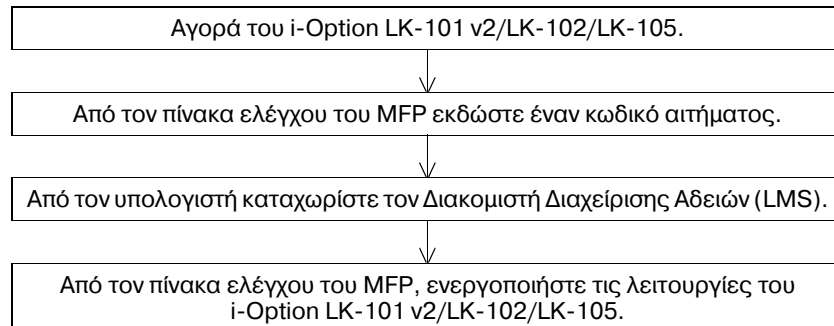 Αγορά του i-Option LK-101 v2/LK-102/LK-105.
Από τον πίνακα ελέγχου του MFP εκδώστε έναν κωδικό αιτήματος.
Από τον υπολογιστή καταχωρίστε τον Διακομιστή Διαχείρισης Αδειών (LMS).
Από τον πίνακα ελέγχου του MFP, ενεργοποιήστε τις λειτουργίες του
i-Option LK-101 v2/LK-102/LK-105.